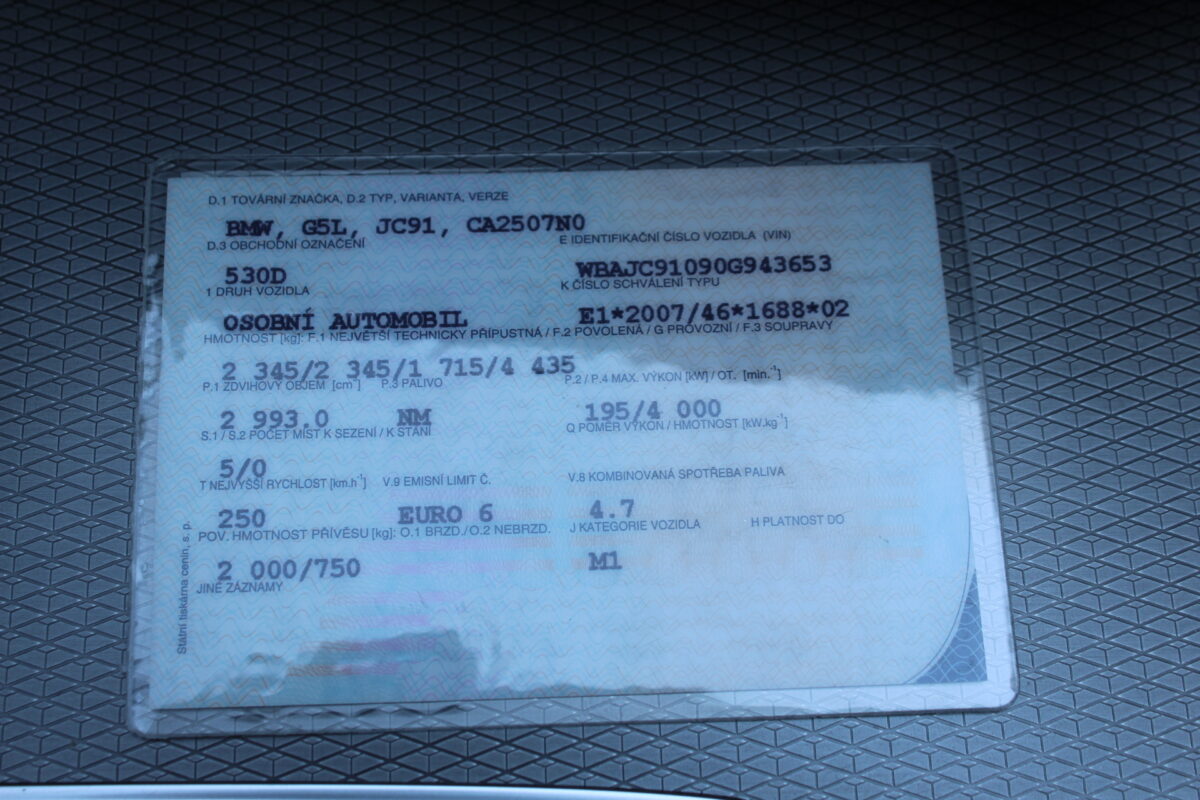 D.1 TOVÁRNÍ ZNAČKA, D.2 TYP, VARIANTA, VERZE
BMW, G5L, JC91, CA2507N0
D.3 OBCHODNÍ OZNAČENÍ E IDENTIFIKAČNÍ ČÍSLO VOZIDLA (VIN)
530D WBAJC91090G943653
1 DRUH VOZIDLA K ČÍSLO SCHVÁLENÍ TYPU
OSOBNÍ AUTOMOBIL E1*2007/46*1688*02
HMOTNOST [kg]: F.1 NEJVĚTŠÍ TECHNICKY PŘÍPUSTNÁ / F.2 POVOLENÁ / G PROVOZNÍ / F.3 SOUPRAVY
2 345/2 345/1 715/4 435
P.1 ZDVIHOVÝ OBJEM [cm³] P.3 PALIVO P.2 / P.4 MAX. VÝKON [kW] / OT. [min.⁻¹]
2 993.0 NM 195/4 000
S.1 / S.2 POČET MÍST K SEZENÍ / K STÁNÍ Q POMĚR VÝKON / HMOTNOST [kW.kg⁻¹]
5/0
T NEJVYŠŠÍ RYCHLOST [km.h⁻¹] V.9 EMISNÍ LIMIT Č. V.8 KOMBINOVANÁ SPOTŘEBA PALIVA
250 EURO 6 4.7
POV. HMOTNOST PŘÍVĚSU [kg]: O.1 BRZD./O.2 NEBRZD. J KATEGORIE VOZIDLA H PLATNOST DO
2 000/750 M1
JINÉ ZÁZNAMY
Státní tiskárna cenin, s. p.